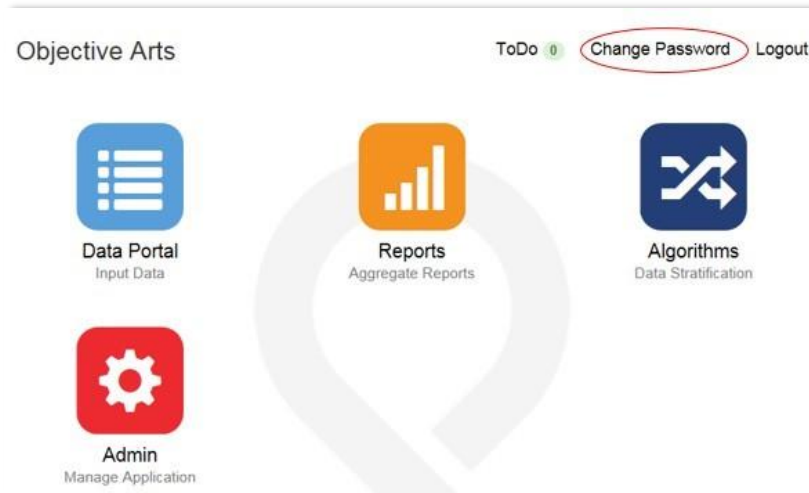 Objective Arts
ToDo 0 Change Password Logout
Data Portal
Input Data
Reports
Aggregate Reports
Algorithms
Data Stratification
Admin
Manage Application